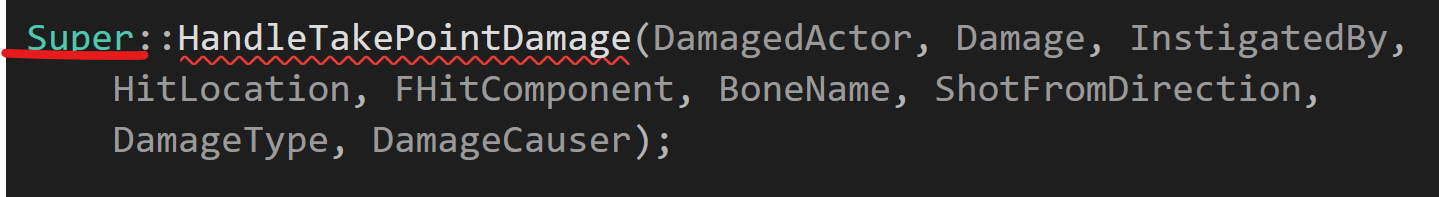 Super::HandleTakePointDamage(DamagedActor, Damage, InstigatedBy,
HitLocation, FHitComponent, BoneName, ShotFromDirection,
DamageType, DamageCauser);